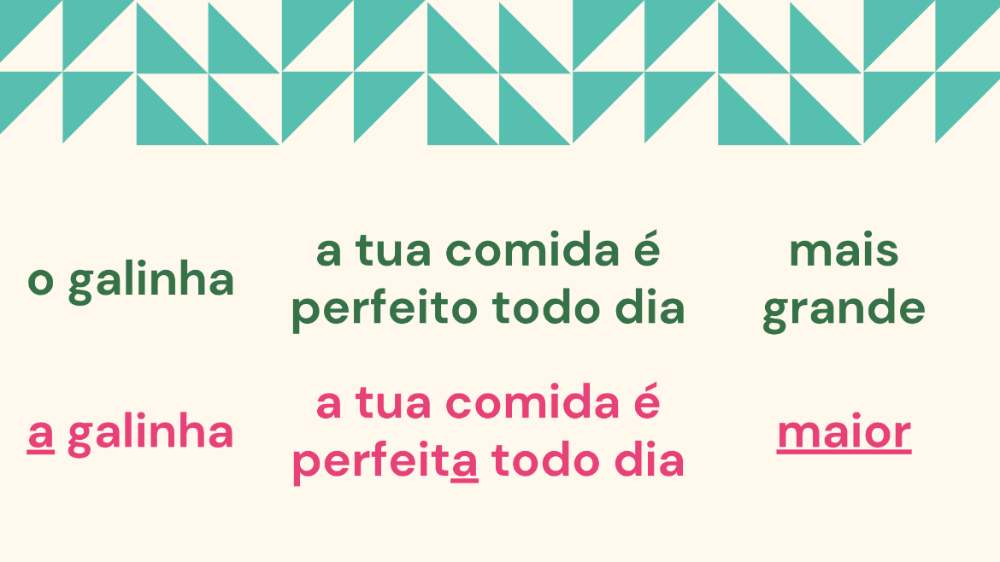 o galinha
a tua comida é
perfeito todo dia
mais
grande
a galinha
a tua comida é
perfeita todo dia
maior